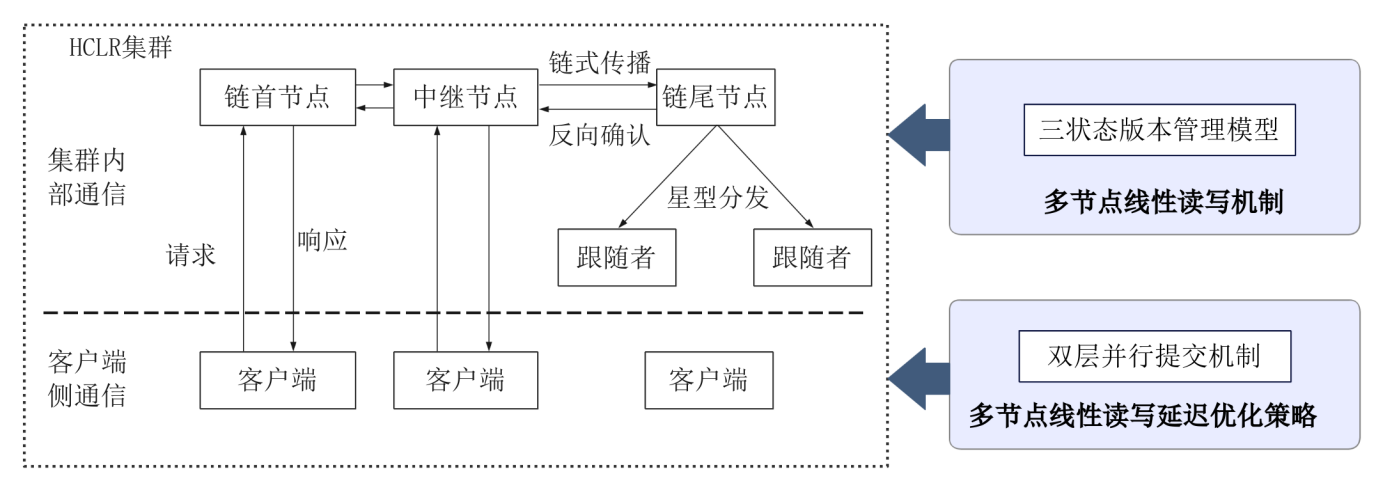 HCLR集群
链式传播
链首节点
中继节点
链尾节点
反向确认
集群内
部通信
星型分发
请求
响应
跟随者
跟随者
客户端
侧通信
客户端
客户端
客户端
三状态版本管理模型
多节点线性读写机制
双层并行提交机制
多节点线性读写延迟优化策略